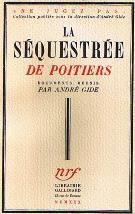 "NE JUGEZ PAS"
Collection publiée sous la direction d'André Gide
LA
SÉQUESTRÉE
DE POITIERS
DOCUMENTS RÉUNIS
PAR ANDRÉ GIDE
nrf
LIBRAIRIE
GALLIMARD
MCMXXX